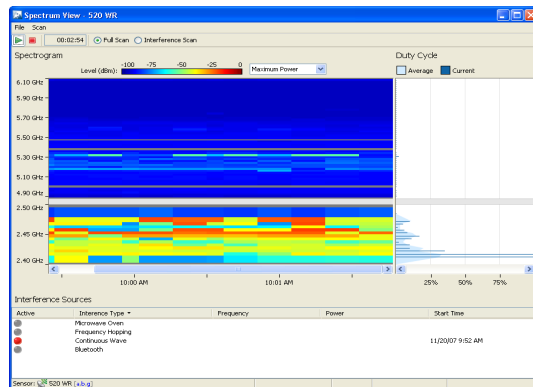 Spectrum View - 520 WR
File Scan
00:02:54 Full Scan Interference Scan
Spectrogram
Duty Cycle
Level (dBm): -100 -75 -50 -25 0 Maximum Power
Average Current
6.10 GHz
5.90 GHz
5.70 GHz
5.50 GHz
5.30 GHz
5.10 GHz
4.90 GHz
2.50 GHz
2.45 GHz
2.40 GHz
10:00 AM 10:01 AM
25% 50% 75%
Interference Sources
Active Interence Type Frequency Power Start Time
Microwave Oven
Frequency Hopping
Continuous Wave 11/20/07 9:52 AM
Bluetooth
Sensor: 520 WR [a.b.g]